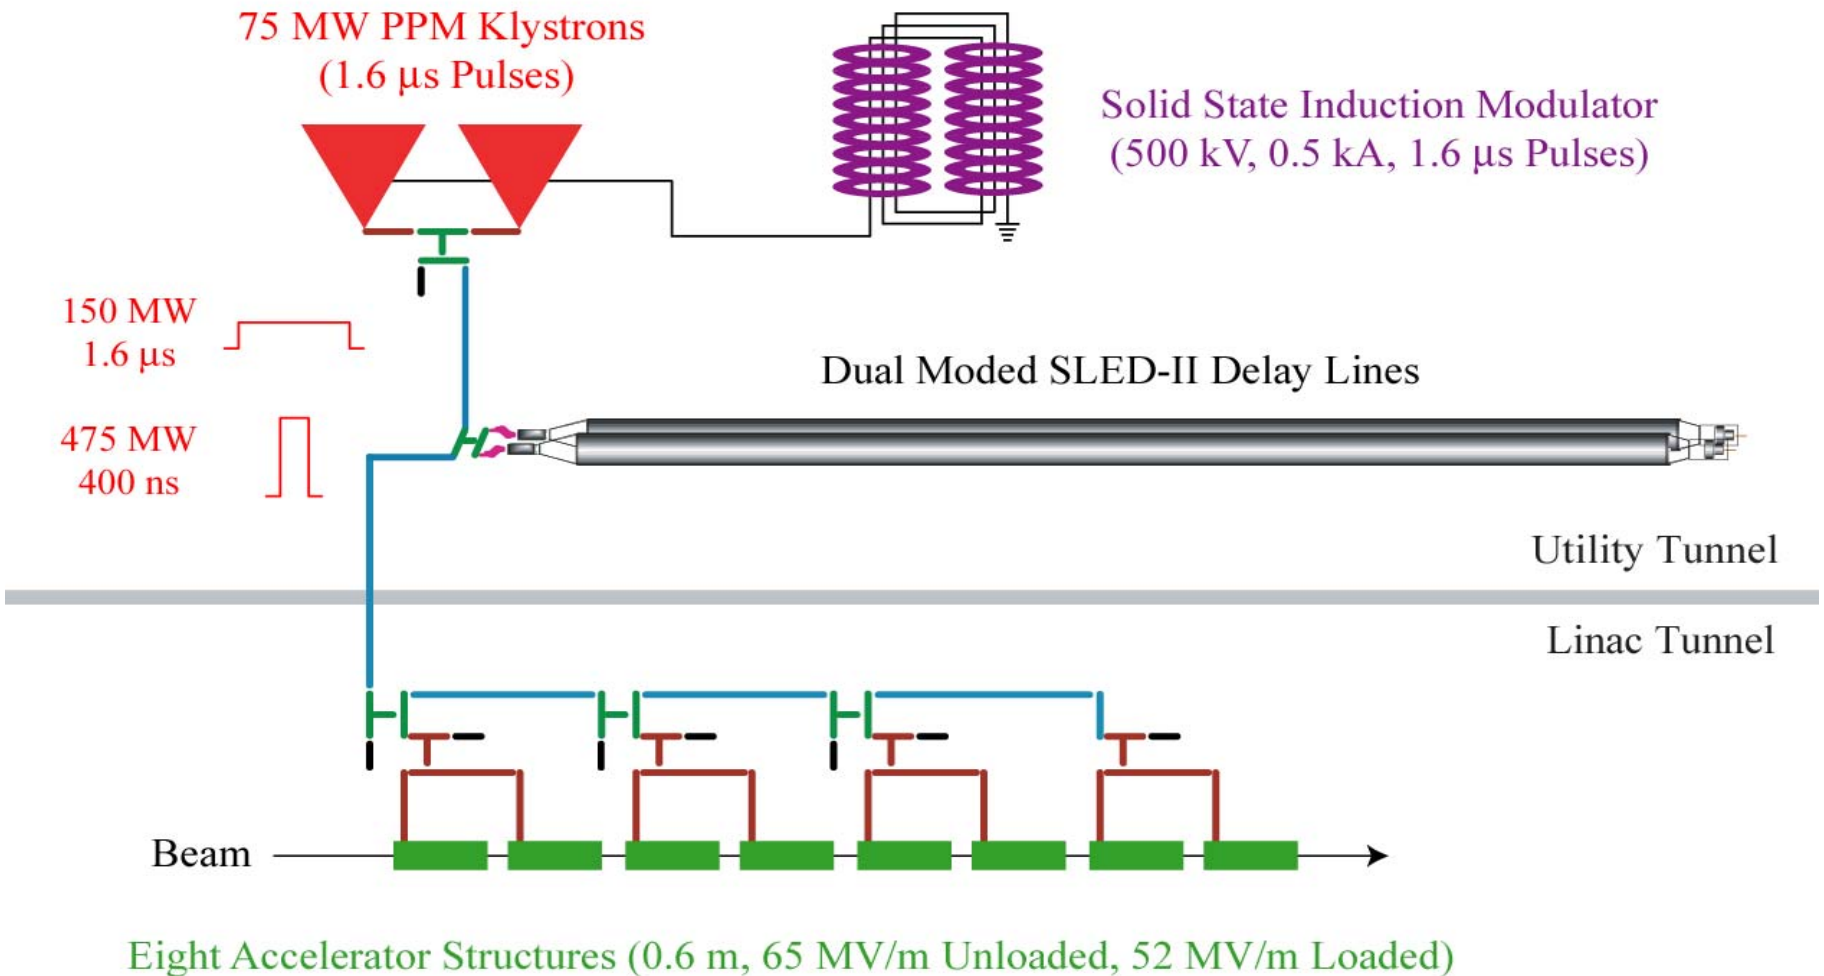 75 MW PPM Klystrons
(1.6 μs Pulses)
Solid State Induction Modulator
(500 kV, 0.5 kA, 1.6 μs Pulses)
150 MW
1.6 μs
Dual Moded SLED-II Delay Lines
475 MW
400 ns
Utility Tunnel
Linac Tunnel
Beam
Eight Accelerator Structures (0.6 m, 65 MV/m Unloaded, 52 MV/m Loaded)